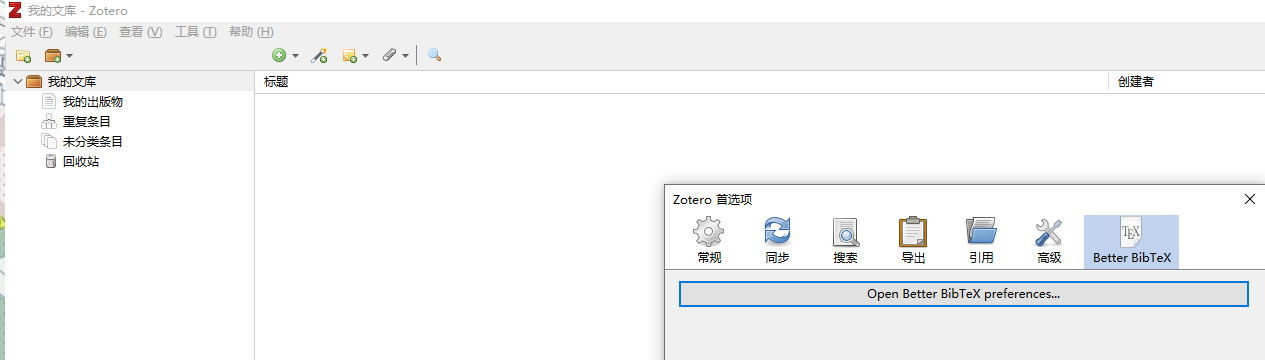 我的文库 - Zotero
文件 (F) 编辑 (E) 查看 (V) 工具 (T) 帮助 (H)
我的文库
标题 创建者
我的出版物
重复条目
未分类条目
回收站
Zotero 首选项
常规 同步 搜索 导出 引用 高级 Better BibTeX
Open Better BibTeX preferences...